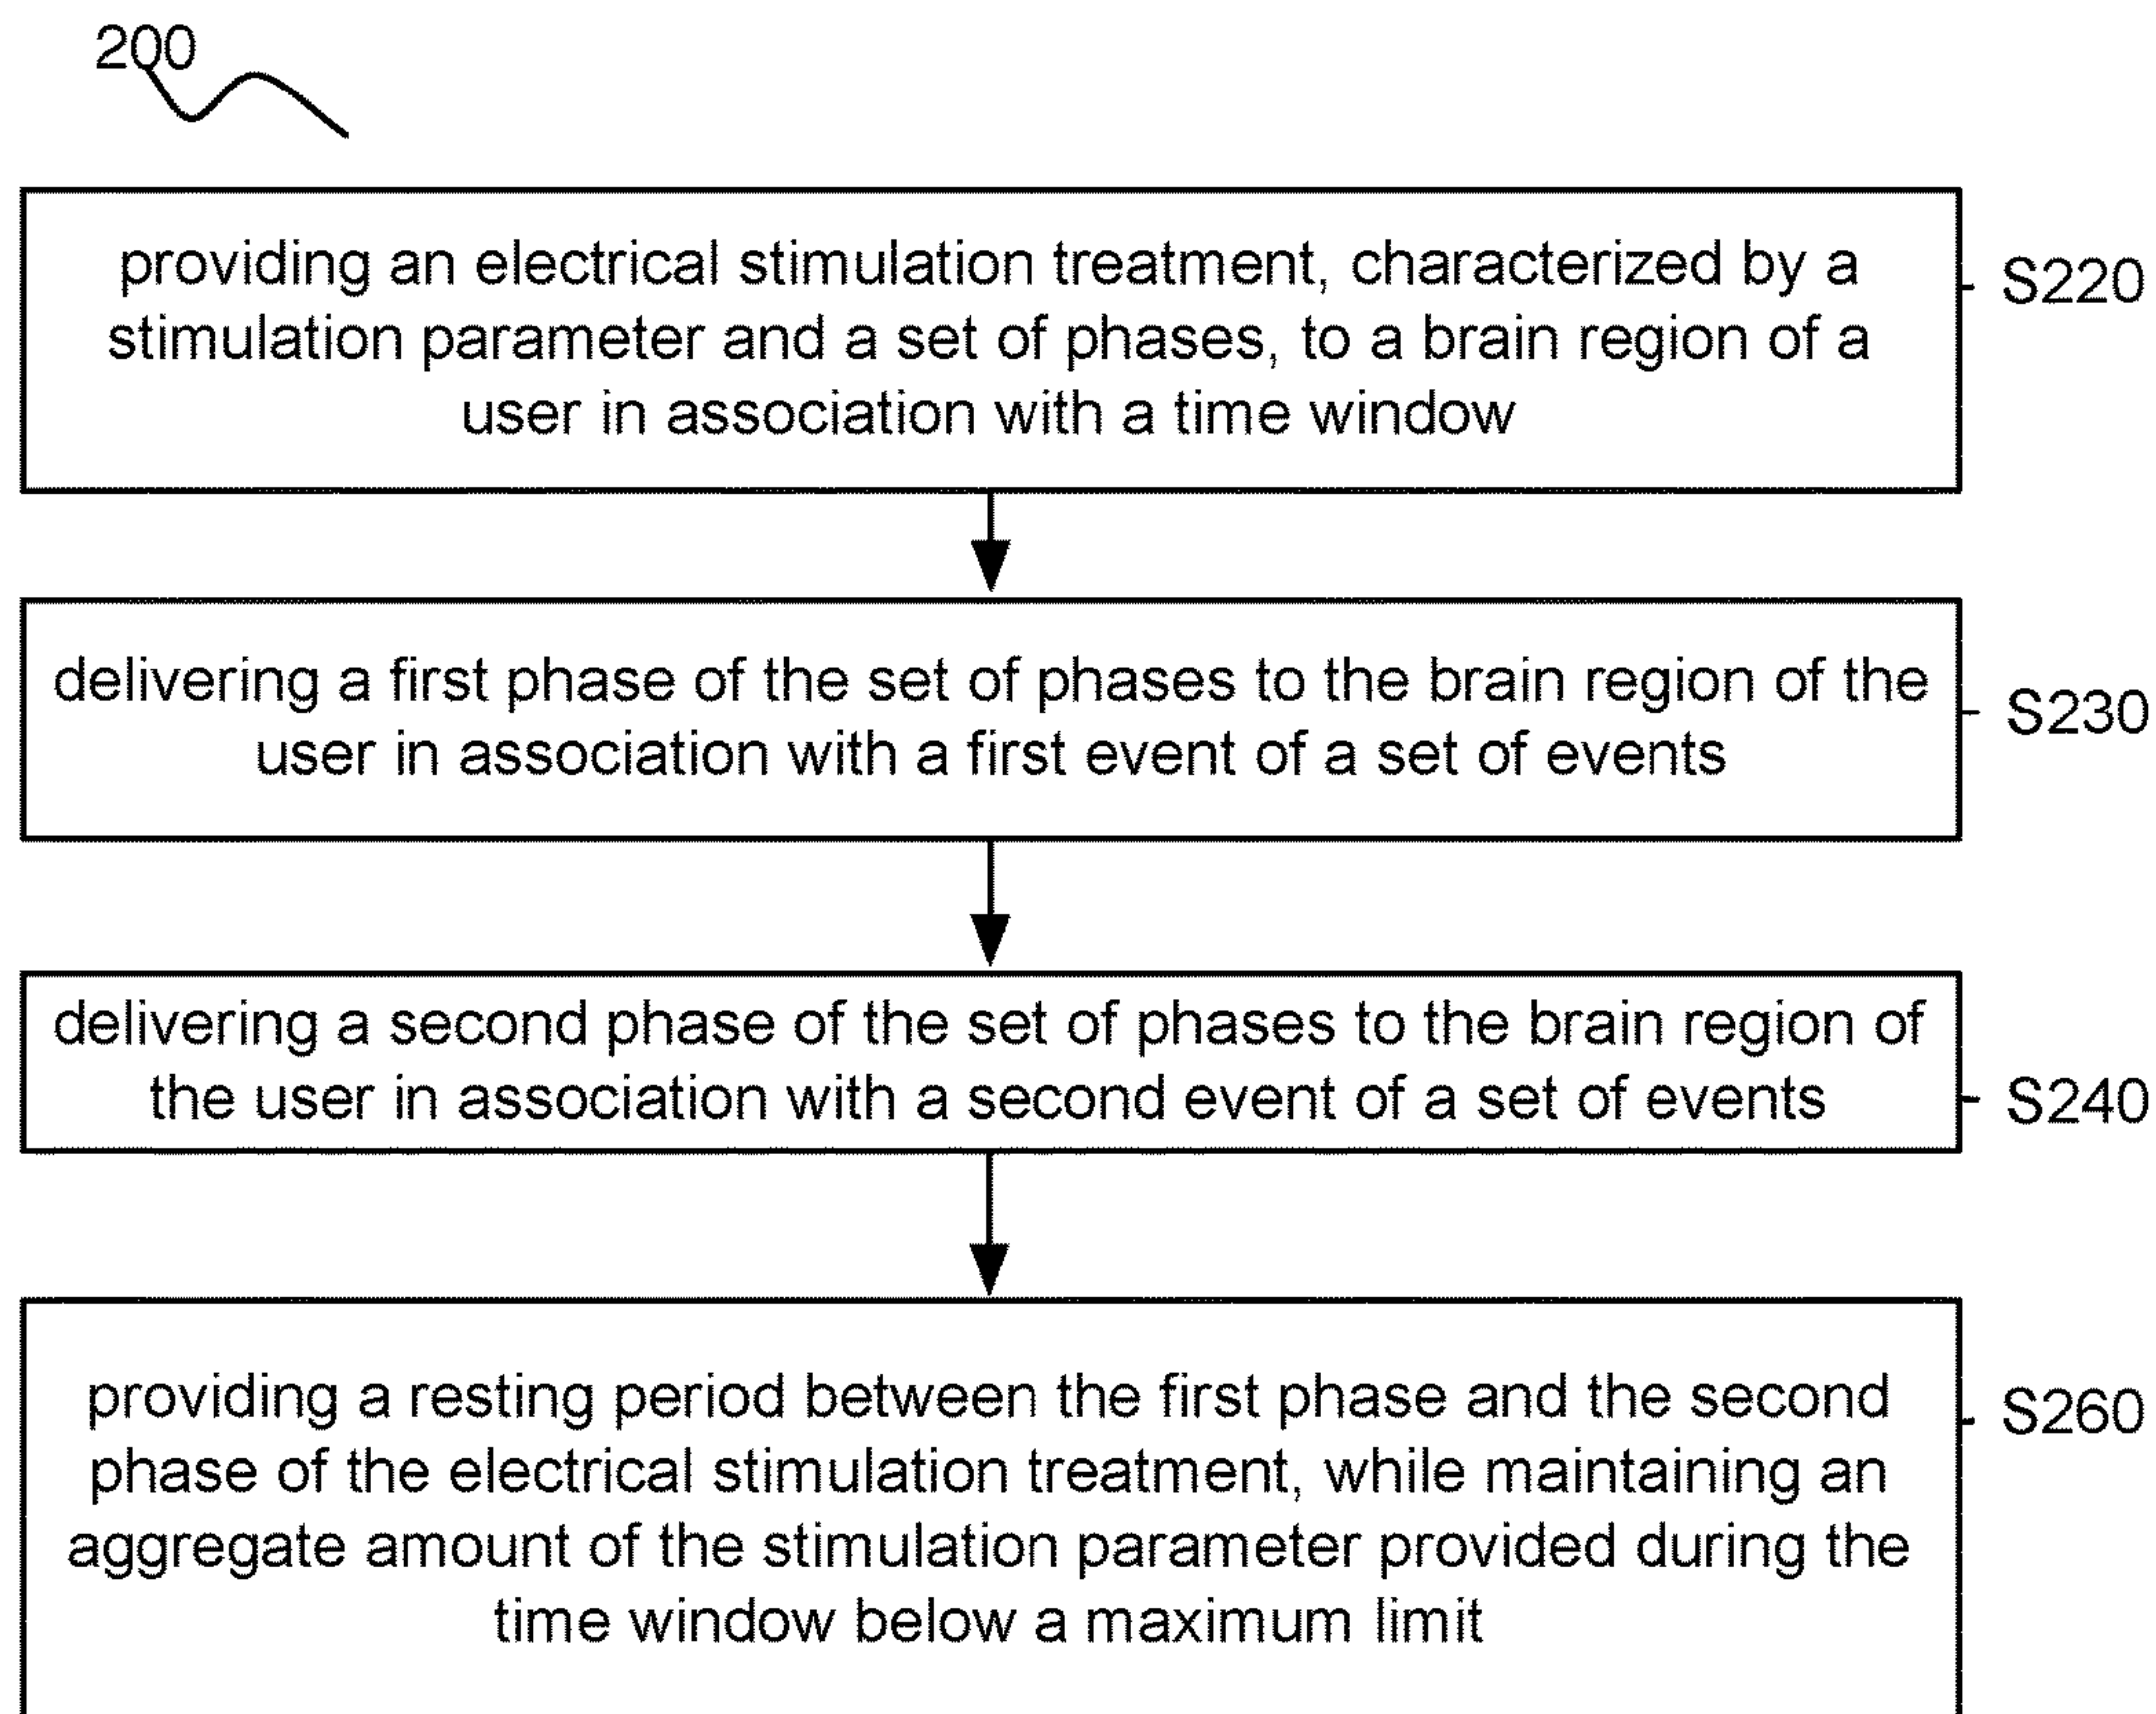 200
providing an electrical stimulation treatment, characterized by a
stimulation parameter and a set of phases, to a brain region of a
user in association with a time window
S220
delivering a first phase of the set of phases to the brain region of the
user in association with a first event of a set of events
S230
delivering a second phase of the set of phases to the brain region of
the user in association with a second event of a set of events
S240
providing a resting period between the first phase and the second
phase of the electrical stimulation treatment, while maintaining an
aggregate amount of the stimulation parameter provided during the
time window below a maximum limit
S260